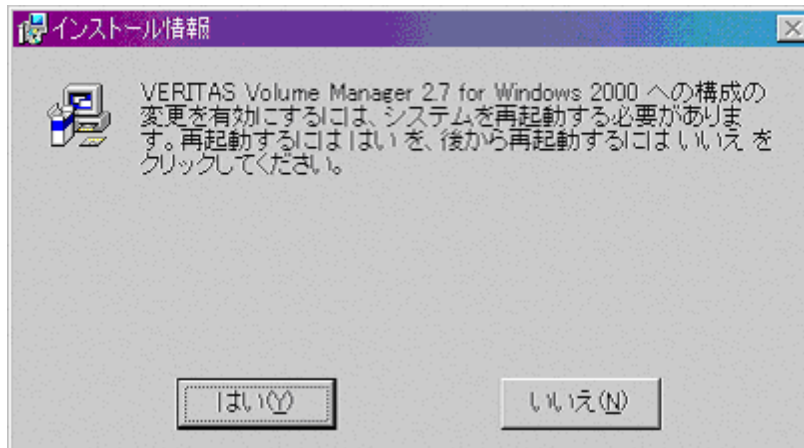 インストール情報
VERITAS Volume Manager 2.7 for Windows 2000 への構成の
変更を有効にするには、システムを再起動する必要がありま
す。再起動するには はい を、後から再起動するには いいえ を
クリックしてください。
はい(Y) いいえ(N)